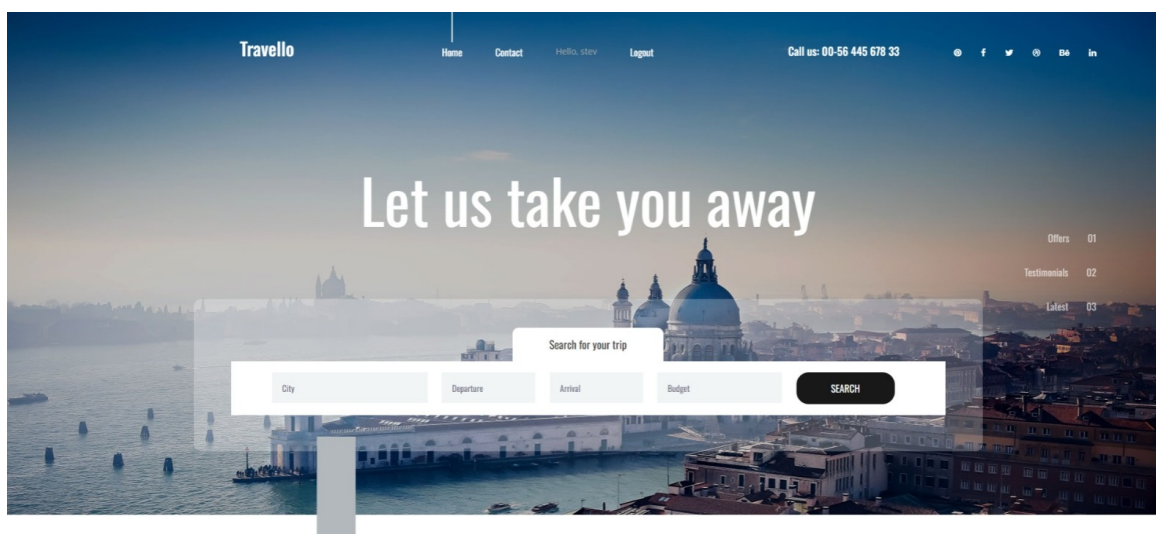 Travello
Home Contact Hello, stev Logout
Call us: 00-56 445 678 33
Bē in
Let us take you away
Offers 01
Testimonials 02
Latest 03
Search for your trip
City Departure Arrival Budget SEARCH